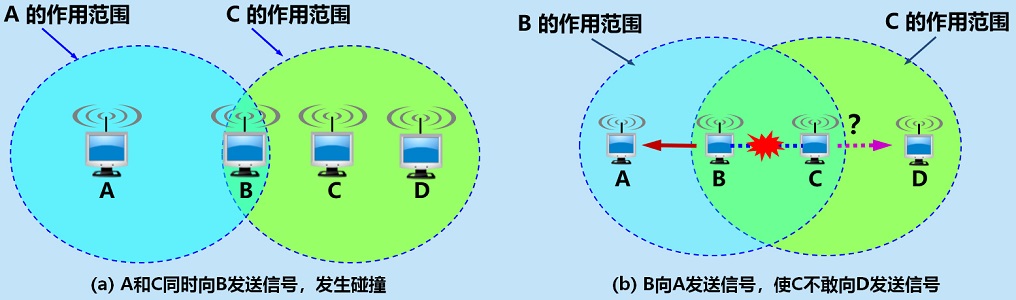 A 的作用范围
C 的作用范围
A
B
C
D
(a) A和C同时向B发送信号，发生碰撞
B 的作用范围
C 的作用范围
?
A
B
C
D
(b) B向A发送信号，使C不敢向D发送信号